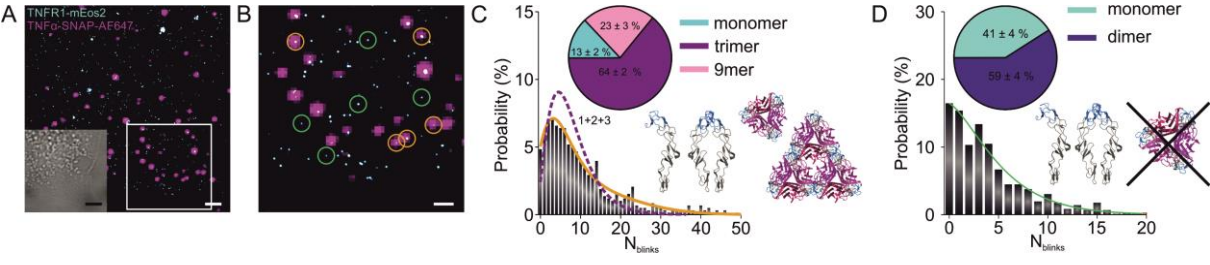 A
TNFR1-mEos2
TNFα-SNAP-AF647
B
C
Probability (%)
15
10
5
0
0 10 20 30 40 50
N_blinks
23 ± 3 %
13 ± 2 %
64 ± 2 %
monomer
trimer
9mer
1+2+3
D
Probability (%)
30
20
10
0
0 5 10 15 20
N_blinks
41 ± 4 %
59 ± 4 %
monomer
dimer